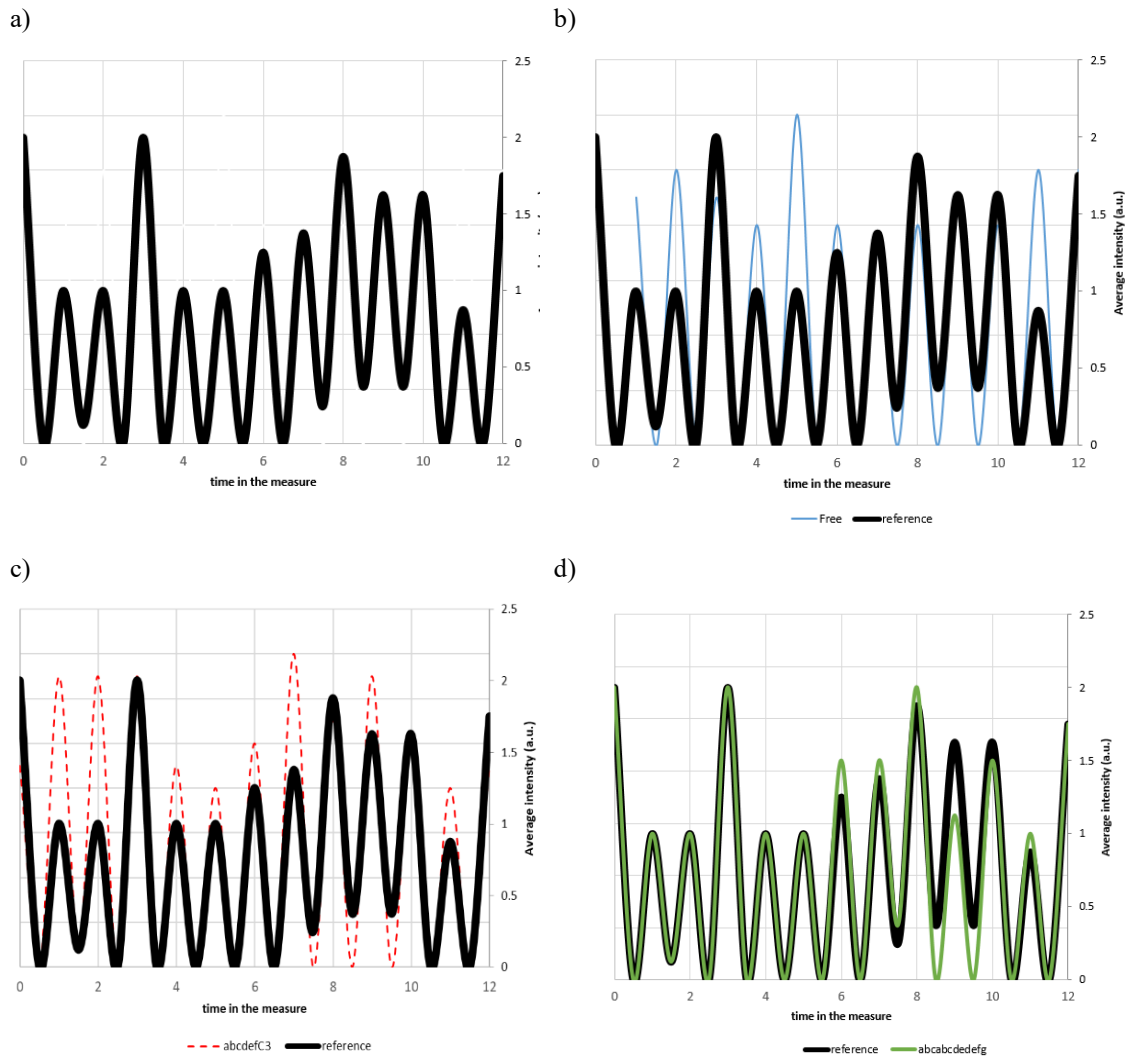 a)
2.5
2
1.5
1
0.5
0
0 2 4 6 8 10 12
time in the measure
b)
2.5
2
1.5
1
0.5
0
Average intensity (a.u.)
0 2 4 6 8 10 12
time in the measure
Free reference
c)
2.5
2
1.5
1
0.5
0
Average intensity (a.u.)
0 2 4 6 8 10 12
time in the measure
abcdefC3 reference
d)
2.5
2
1.5
1
0.5
0
Average intensity (a.u.)
0 2 4 6 8 10 12
time in the measure
reference abcabcdedefg